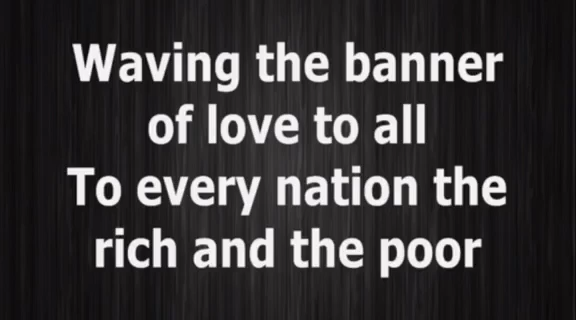 Waving the banner
of love to all
To every nation the
rich and the poor